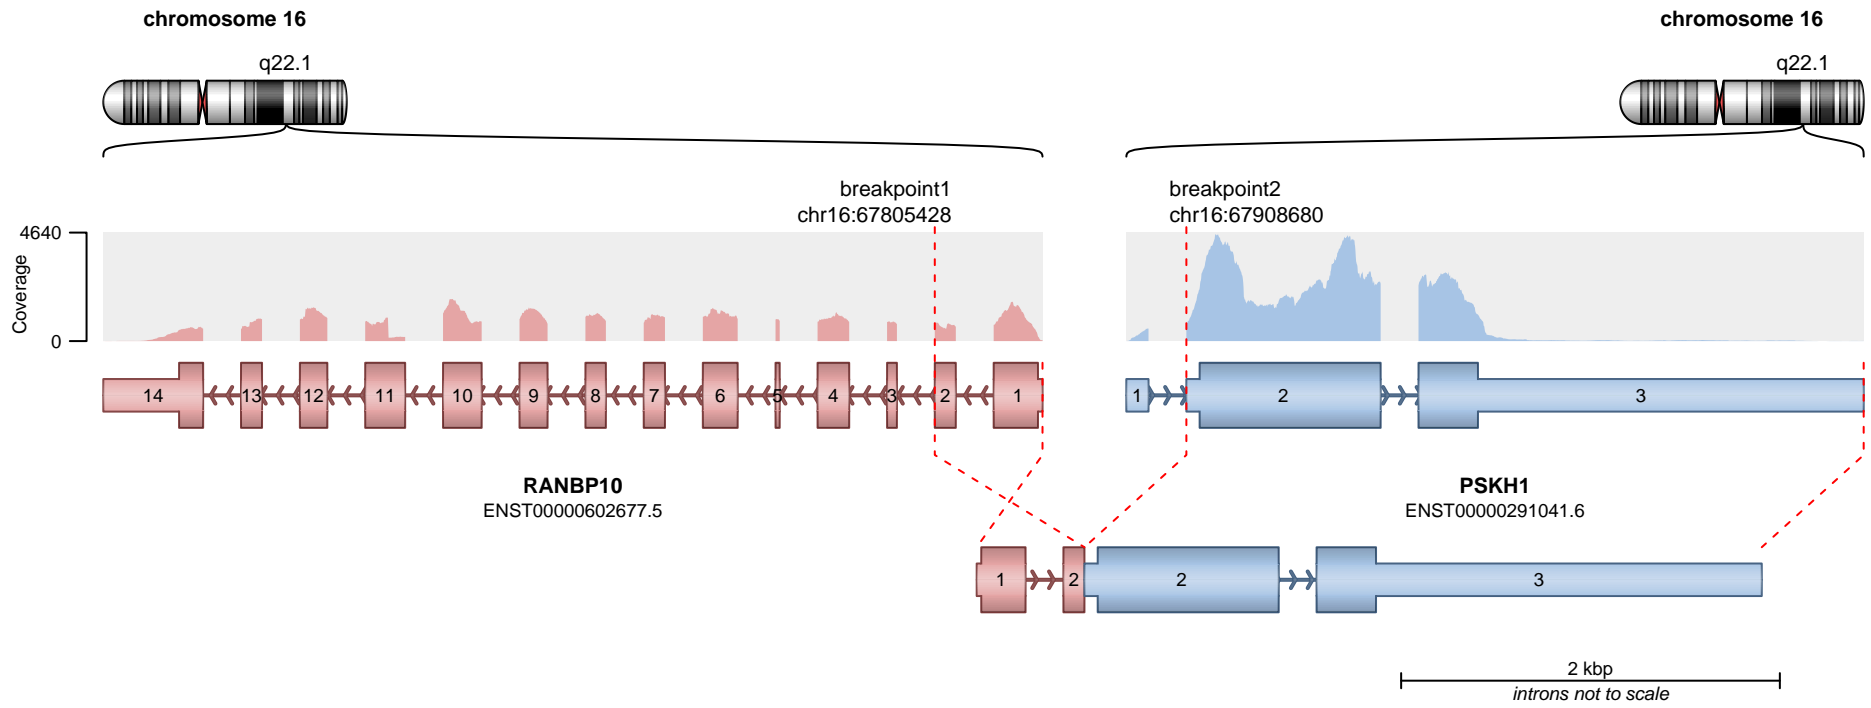 chromosome 16
chromosome 16
q22.1
q22.1
breakpoint1
chr16:67805428
breakpoint2
chr16:67908680
4640
Coverage
0
14 13 12 11 10 9 8 7 6 5 4 3 2 1
1 2 3
RANBP10
ENST00000602677.5
PSKH1
ENST00000291041.6
1 2 2 3
2 kbp
introns not to scale